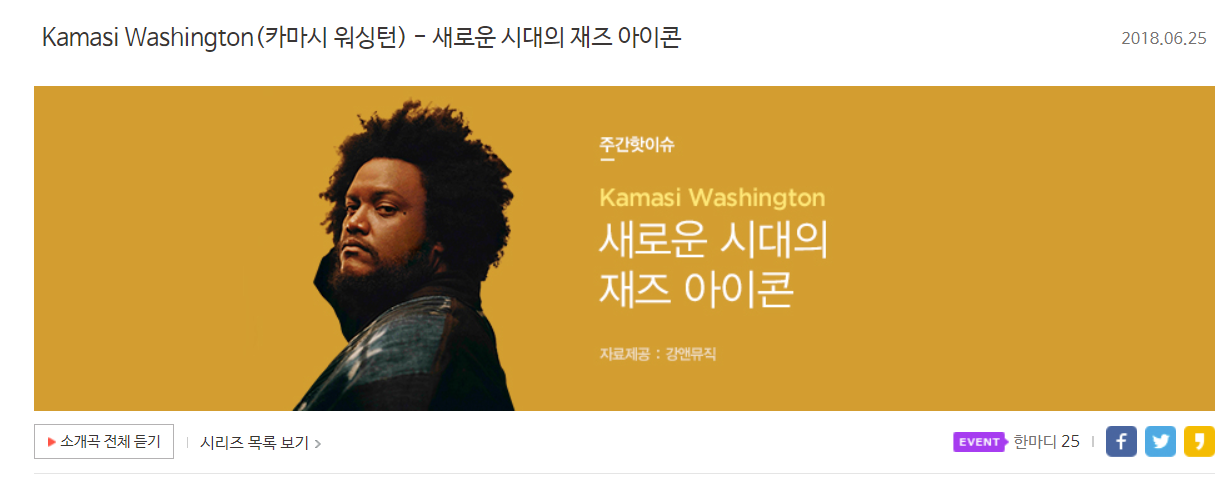 Kamasi Washington(카마시 워싱턴) - 새로운 시대의 재즈 아이콘
2018.06.25
주간핫이슈
Kamasi Washington
새로운 시대의
재즈 아이콘
자료제공 : 강앤뮤직
소개곡 전체 듣기
시리즈 목록 보기
EVENT 한마디 25